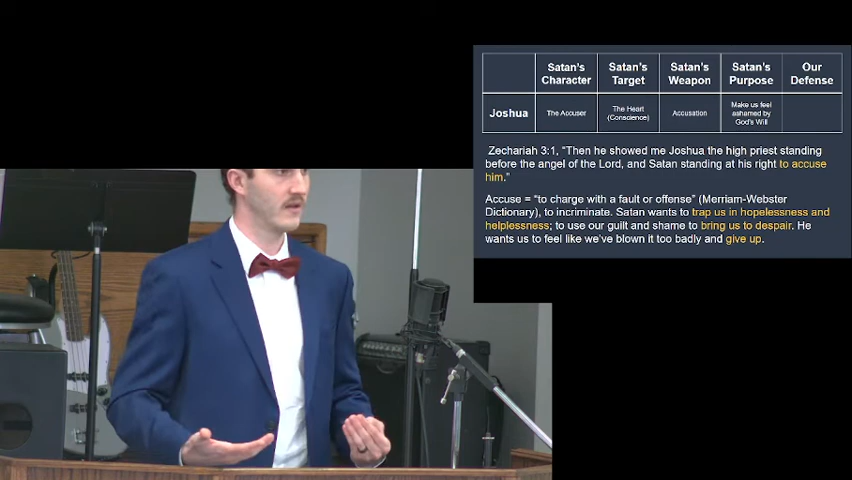 Satan's Character Satan's Target Satan's Weapon Satan's Purpose Our Defense
Joshua The Accuser The Heart (Conscience) Accusation Make us feel ashamed by God's Will
Zechariah 3:1, "Then he showed me Joshua the high priest standing
before the angel of the Lord, and Satan standing at his right to accuse
him."
Accuse = "to charge with a fault or offense" (Merriam-Webster
Dictionary), to incriminate. Satan wants to trap us in hopelessness and
helplessness; to use our guilt and shame to bring us to despair. He
wants us to feel like we've blown it too badly and give up.